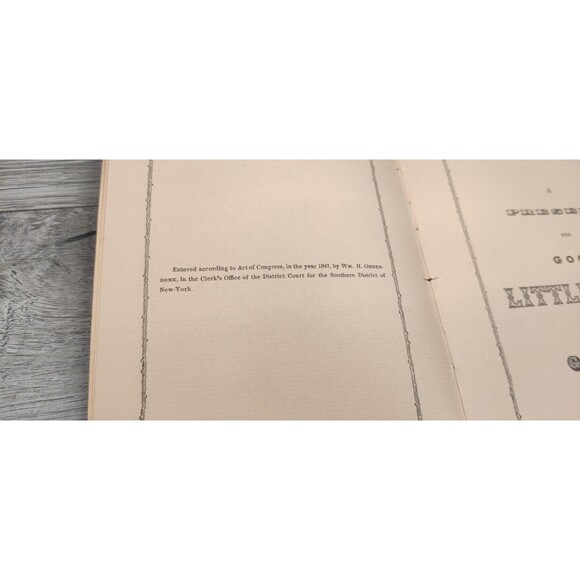 Entered acording to Act of Congress, in the year 1847, by WM. H. ONDER-
DONK, In the Clerk's Office of the District Court for the Southern District of
New-York.
A
PRESE
FOR
GOO
LITTL